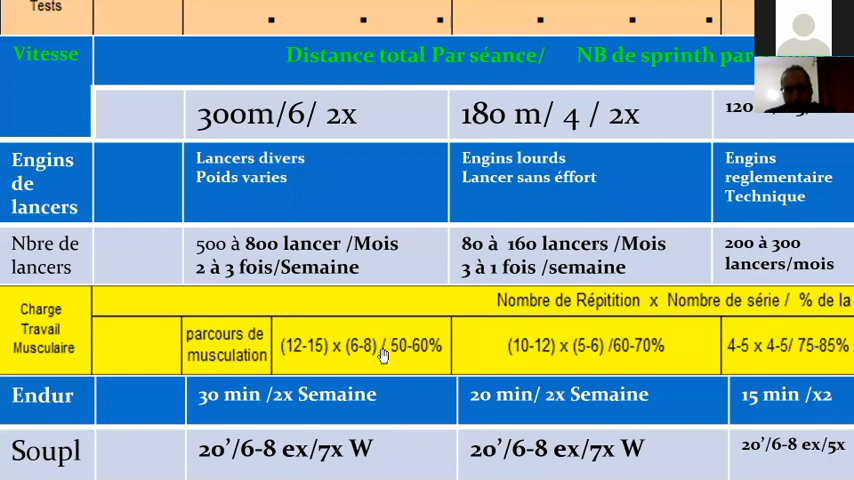 Tests
Vitesse
Distance total Par séance/ NB de sprinth par
300m/6/ 2x
180 m/ 4 / 2x
120
Engins de lancers
Lancers divers
Poids varies
Engins lourds
Lancer sans éffort
Engins
reglementaire
Technique
Nbre de lancers
500 à 800 lancer /Mois
2 à 3 fois/Semaine
80 à 160 lancers /Mois
3 à 1 fois /semaine
200 à 300
lancers/mois
Charge
Travail
Musculaire
Nombre de Répitition x Nombre de série / % de la
parcours de
musculation
(12-15) x (6-8) / 50-60%
(10-12) x (5-6) /60-70%
4-5 x 4-5/ 75-85%
Endur
30 min /2x Semaine
20 min/ 2x Semaine
15 min /x2
Soupl
20’/6-8 ex/7x W
20’/6-8 ex/7x W
20’/6-8 ex/5x